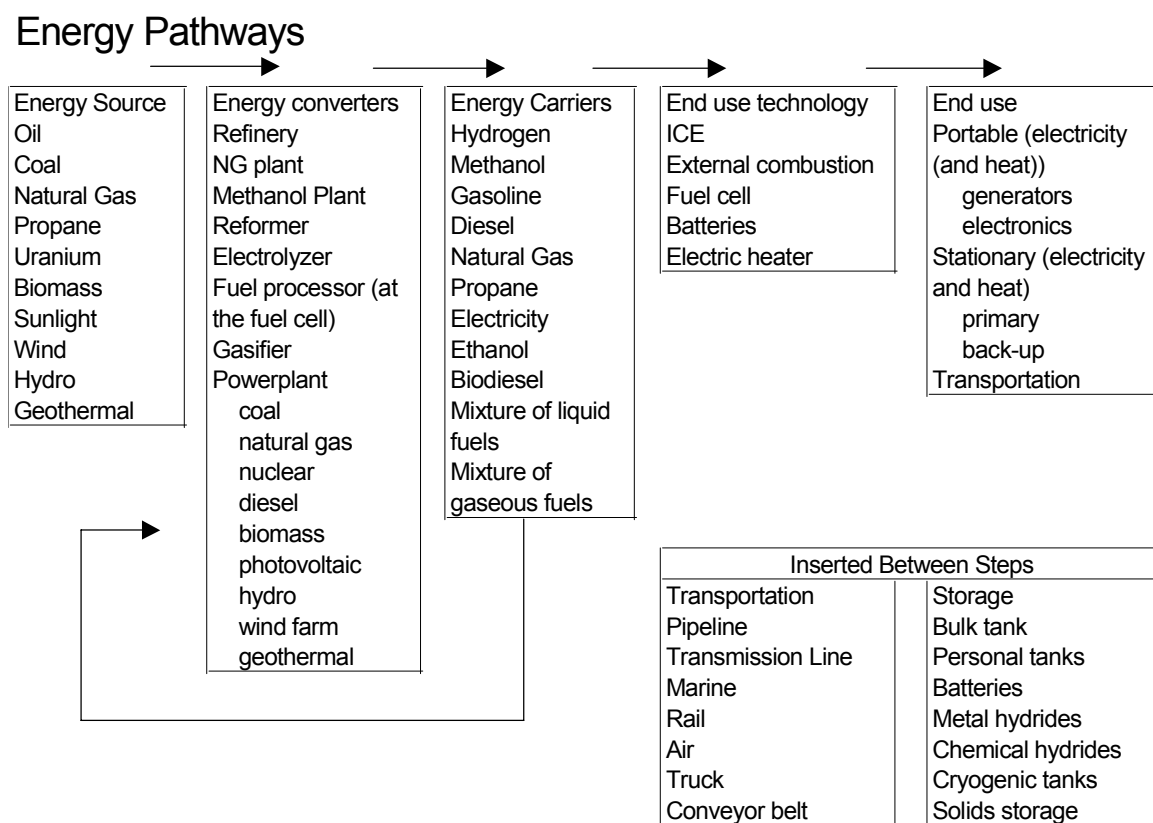 Energy Pathways
Energy Source
Oil
Coal
Natural Gas
Propane
Uranium
Biomass
Sunlight
Wind
Hydro
Geothermal
Energy converters
Refinery
NG plant
Methanol Plant
Reformer
Electrolyzer
Fuel processor (at
the fuel cell)
Gasifier
Powerplant
coal
natural gas
nuclear
diesel
biomass
photovoltaic
hydro
wind farm
geothermal
Energy Carriers
Hydrogen
Methanol
Gasoline
Diesel
Natural Gas
Propane
Electricity
Ethanol
Biodiesel
Mixture of liquid
fuels
Mixture of
gaseous fuels
End use technology
ICE
External combustion
Fuel cell
Batteries
Electric heater
End use
Portable (electricity
(and heat))
generators
electronics
Stationary (electricity
and heat)
primary
back-up
Transportation
Inserted Between Steps
Transportation
Pipeline
Transmission Line
Marine
Rail
Air
Truck
Conveyor belt
Storage
Bulk tank
Personal tanks
Batteries
Metal hydrides
Chemical hydrides
Cryogenic tanks
Solids storage